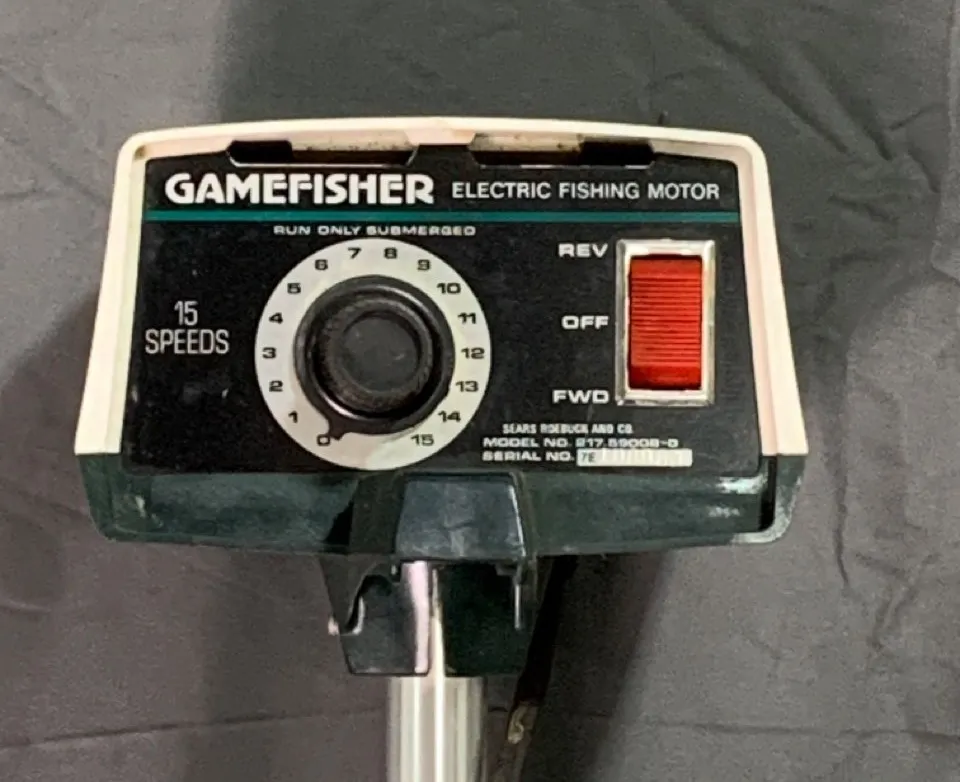 GAMEFISHER ELECTRIC FISHING MOTOR
RUN ONLY SUBMERGED
15
SPEEDS
0 1 2 3 4 5 6 7 8 9 10 11 12 13 14 15
REV
OFF
FWD
SEARS ROEBUCK AND CO.
MODEL NO. 217.59008-0
SERIAL NO. 7E